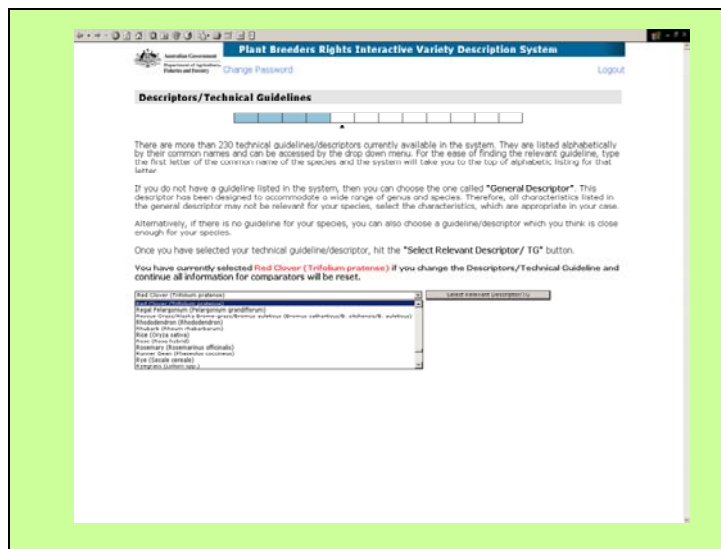 Plant Breeders Rights Interactive Variety Description System
Australian Government
Department of Agriculture,
Fisheries and Forestry
Change Password
Logout
Descriptors/Technical Guidelines
There are more than 230 technical guidelines/descriptors currently available in the system. They are listed alphabetically
by their common names and can be accessed by the drop down menu. For the ease of finding the relevant guideline, type
the first letter of the common name of the species and the system will take you to the top of alphabetic listing for that
letter.
If you do not have a guideline listed in the system, then you can choose the one called "General Descriptor". This
descriptor has been designed to accommodate a wide range of genus and species. Therefore, all characteristics listed in
the general descriptor may not be relevant for your species, select the characteristics, which are appropriate in your case.
Alternatively, if there is no guideline for your species, you can also choose a guideline/descriptor which you think is close
enough for your species.
Once you have selected your technical guideline/descriptor, hit the "Select Relevant Descriptor/ TG" button.
You have currently selected Red Clover (Trifolium pratense) if you change the Descriptors/Technical Guideline and
continue all information for comparators will be reset.
Red Clover (Trifolium pratense)
Select Relevant Descriptor/TG
Red Clover (Trifolium pratense)
Regal Pelargonium (Pelargonium grandiflorum)
Rescue Grass/Alaska Brome-grass/Bromus auleticus (Bromus catharticus/B. sitchensis/B. auleticus)
Rhododendron (Rhododendron)
Rhubarb (Rheum rhabarbarum)
Rice (Oryza sativa)
Rose (Rosa hybrid)
Rosemary (Rosemarinus officinalis)
Runner Bean (Phaseolus coccineus)
Rye (Secale cereale)
Ryegrass (Lolium spp.)